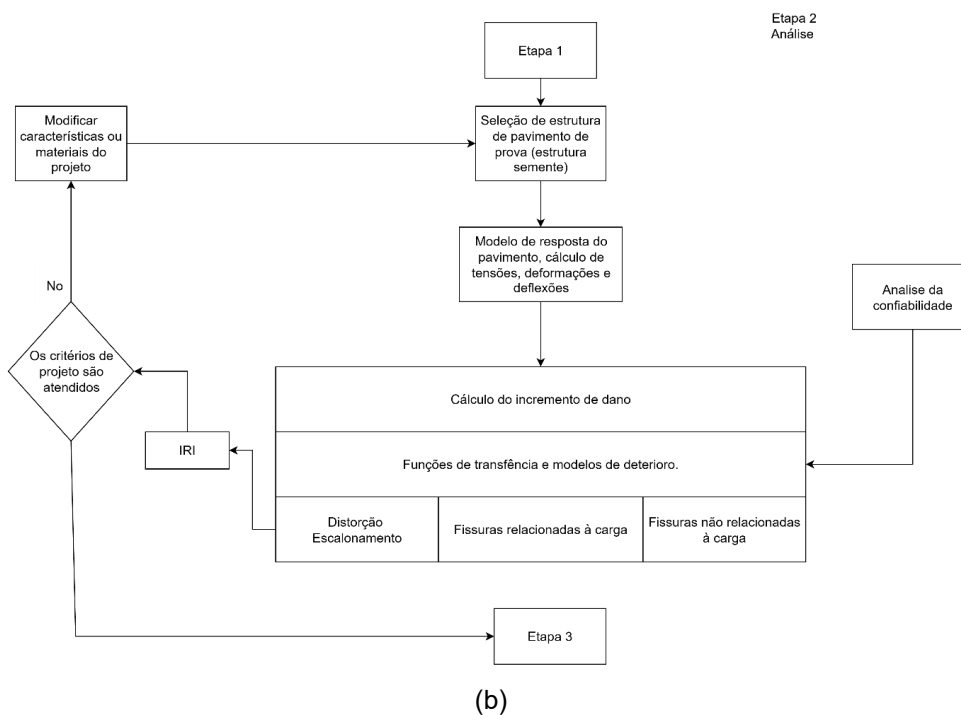 Etapa 2
Análise
Etapa 1
Modificar
características ou
materiais do
projeto
Seleção de estrutura
de pavimento de
prova (estrutura
semente)
Modelo de resposta do
pavimento, cálculo de
tensões, deformações e
deflexões
No
Analise da
confiabilidade
Os critérios de
projeto são
atendidos
Cálculo do incremento de dano
IRI
Funções de transfência e modelos de deterioro.
Distorção
Escalonamento
Fissuras relacionadas à carga
Fissuras não relacionadas
à carga
Etapa 3
(b)